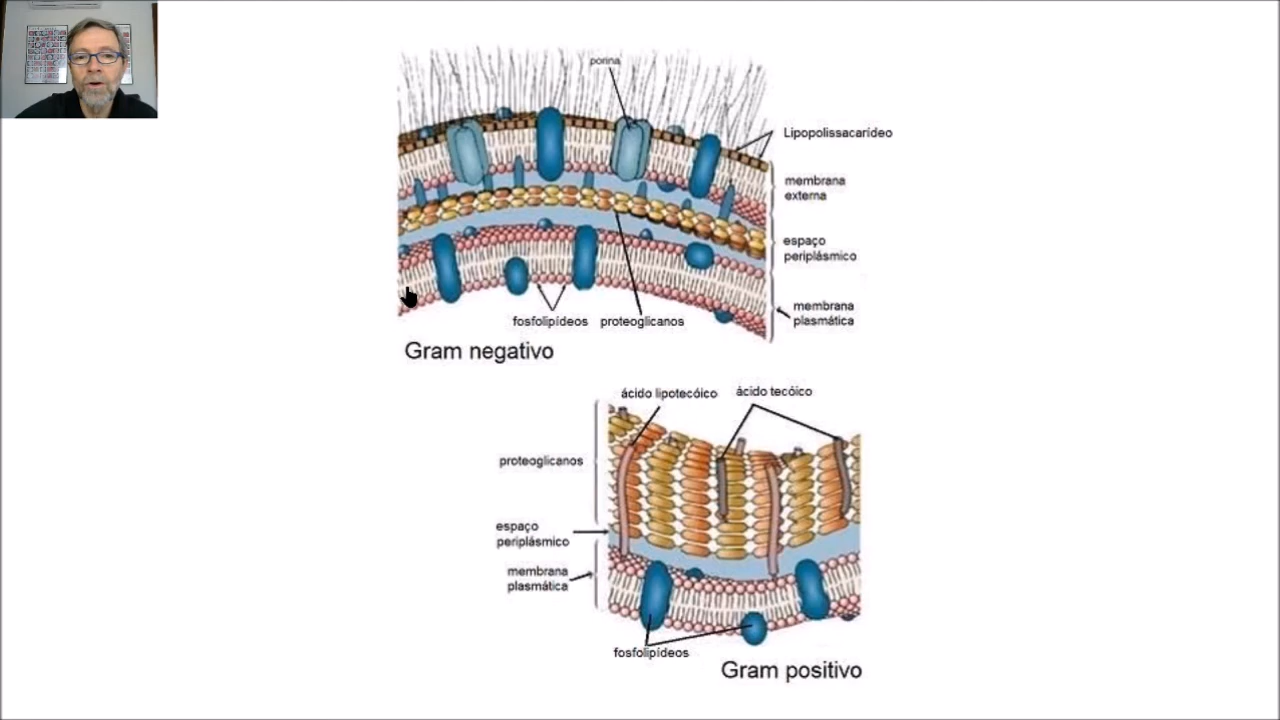 porina
Lipopolissacarídeo
membrana
externa
espaço
periplásmico
membrana
plasmática
fosfolipídeos
proteoglicanos
Gram negativo
ácido lipotecóico
ácido tecóico
proteoglicanos
espaço
periplásmico
membrana
plasmática
fosfolipídeos
Gram positivo